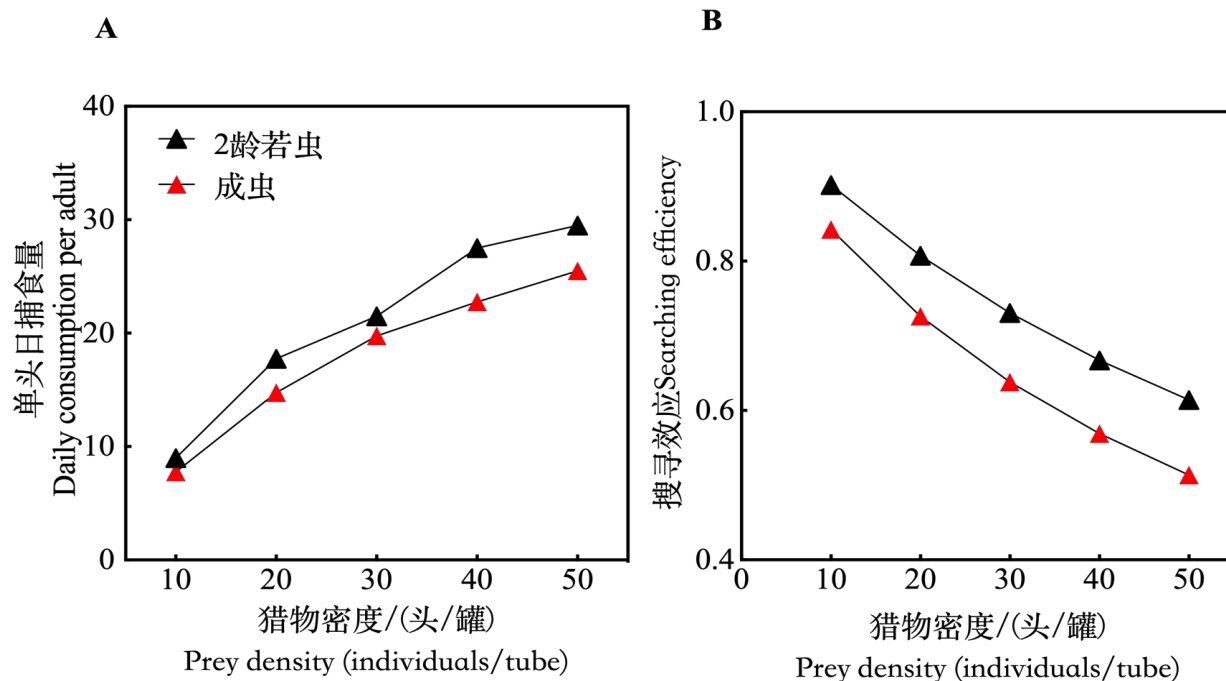 A
40
30
20
10
0
2龄若虫
成虫
单头日捕食量
Daily consumption per adult
10 20 30 40 50
猎物密度/(头/罐)
Prey density (individuals/tube)
B
1.0
0.8
0.6
0.4
搜寻效应Searching efficiency
0 10 20 30 40 50
猎物密度/(头/罐)
Prey density (individuals/tube)